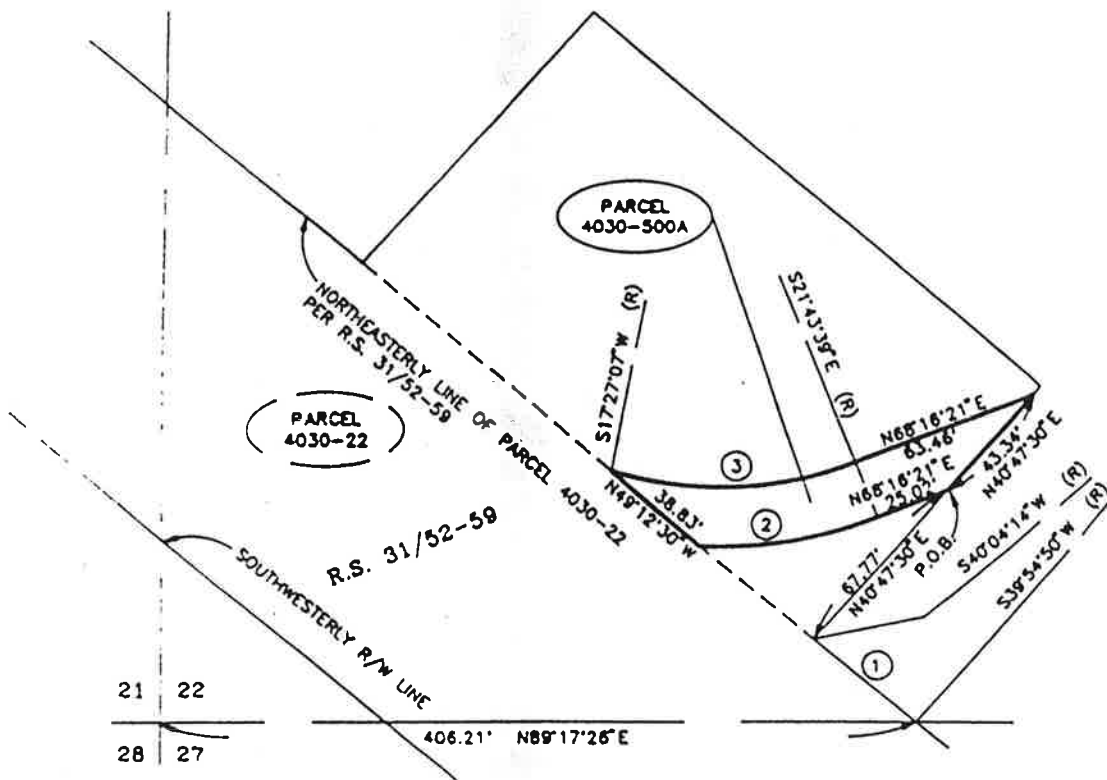 PARCEL
4030-500A
S21°43'39"E (R)
S17°27'07"W (R)
NORTHEASTERLY LINE OF PARCEL 4030-22
PER R.S. 31/52-59
PARCEL
4030-22
N68°16'21"E
63.46'
3
43.34'
N40°47'30"E
N68°16'21"E
25.02'
38.83'
N49°12'30"W
2
S40°04'14"W (R)
S39°54'50"W (R)
67.77'
N40°47'30"E
P.O.B.
R.S. 31/52-59
SOUTHWESTERLY R/W LINE
1
21 22
28 27
406.21' N89°17'26"E